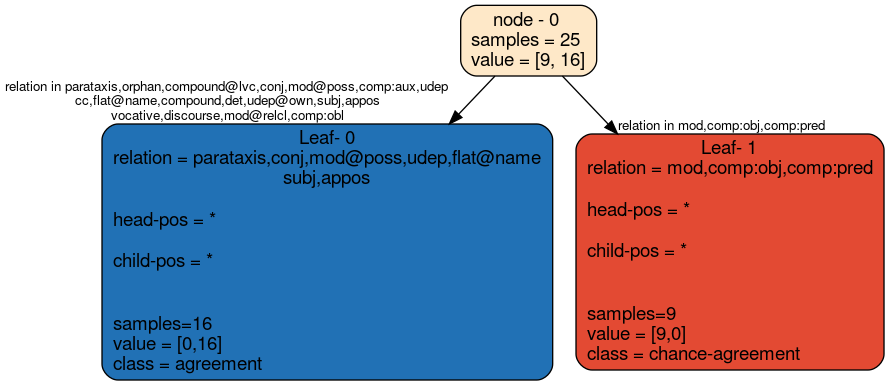 node - 0
samples = 25
value = [9, 16]
relation in parataxis,orphan,compound@lvc,conj,mod@poss,comp:aux,udep
cc,flat@name,compound,det,udep@own,subj,appos
vocative,discourse,mod@relcl,comp:obl
relation in mod,comp:obj,comp:pred
Leaf- 0
relation = parataxis,conj,mod@poss,udep,flat@name
subj,appos
head-pos = *
child-pos = *
samples=16
value = [0,16]
class = agreement
Leaf- 1
relation = mod,comp:obj,comp:pred
head-pos = *
child-pos = *
samples=9
value = [9,0]
class = chance-agreement